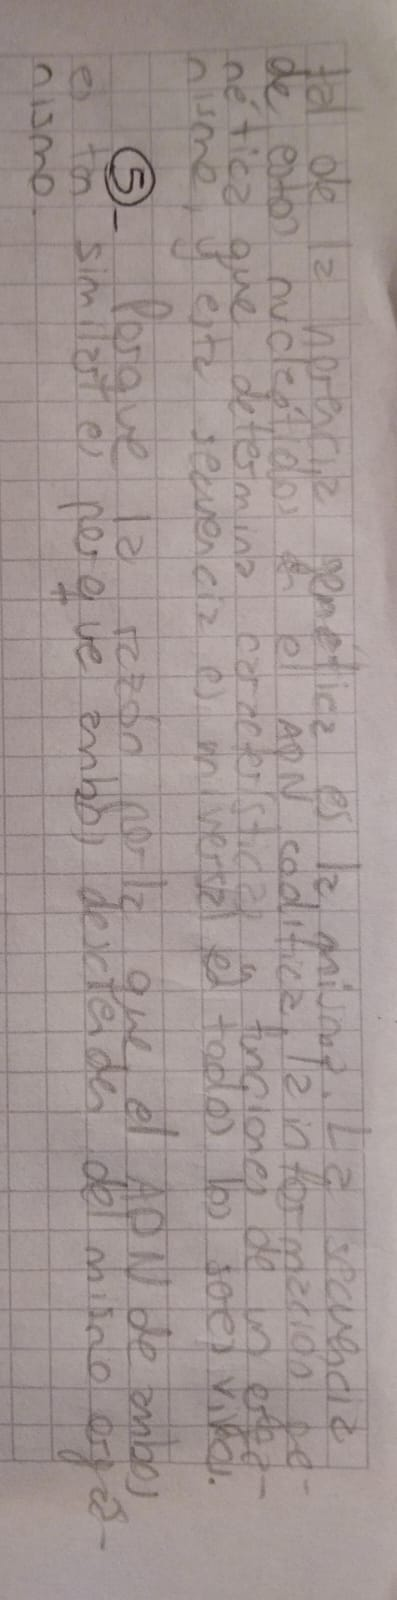 tal de la herencia genética es la misma. La secuencia
de estos nucleótidos en el ADN codifica la información ge-
nética que determina características y funciones de un orga-
nismo, y esta secuencia es universal en todos los seres vivos.
5- Porque la razón por la que el ADN de ambos
es tan similar es porque ambos descienden del mismo orga-
nismo.